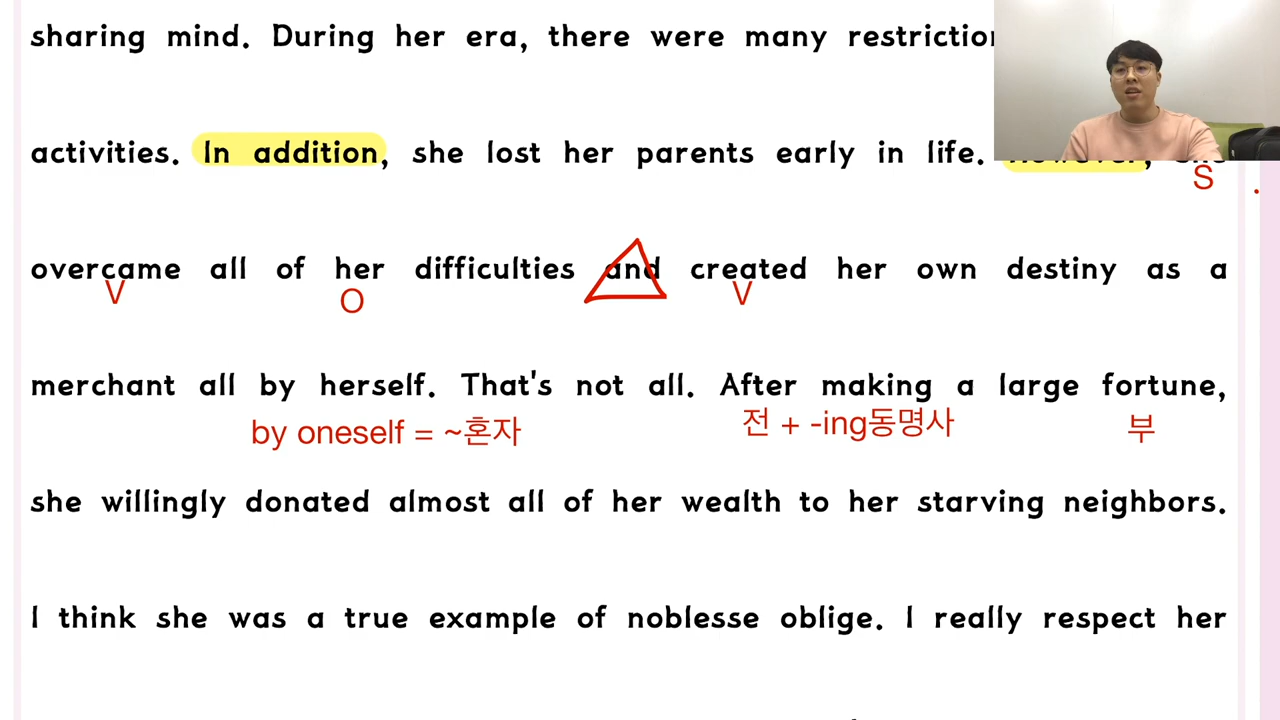 sharing mind. During her era, there were many
activities. In addition, she lost her parents early in life. However, she
S
overcame all of her difficulties and created her own destiny as a
V O V
merchant all by herself. That's not all. After making a large fortune,
by oneself = ~혼자 전 + -ing동명사 부
she willingly donated almost all of her wealth to her starving neighbors.
I think she was a true example of noblesse oblige. I really respect her